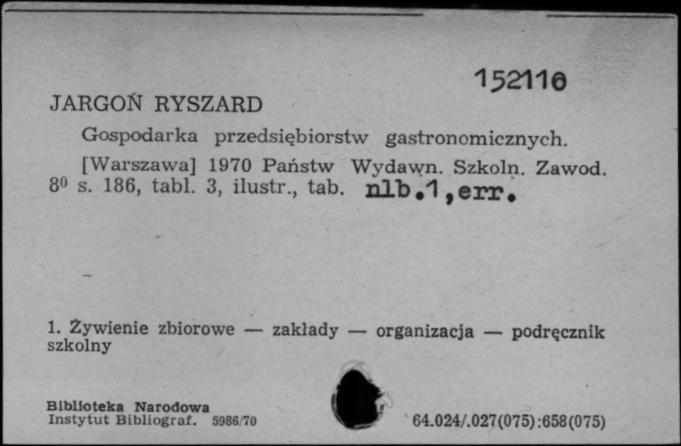 152110
JARGOŃ RYSZARD
Gospodarka przedsiębiorstw gastronomicznych.
[Warszawa] 1970 Państw Wydawn. Szkoln. Zawod.
8⁰ s. 186, tabl. 3, ilustr., tab. nlb.1,err.
1. Żywienie zbiorowe — zakłady — organizacja — podręcznik
szkolny
Biblioteka Narodowa
Instytut Bibliograf. 5986/70
64.024/.027(075):658(075)